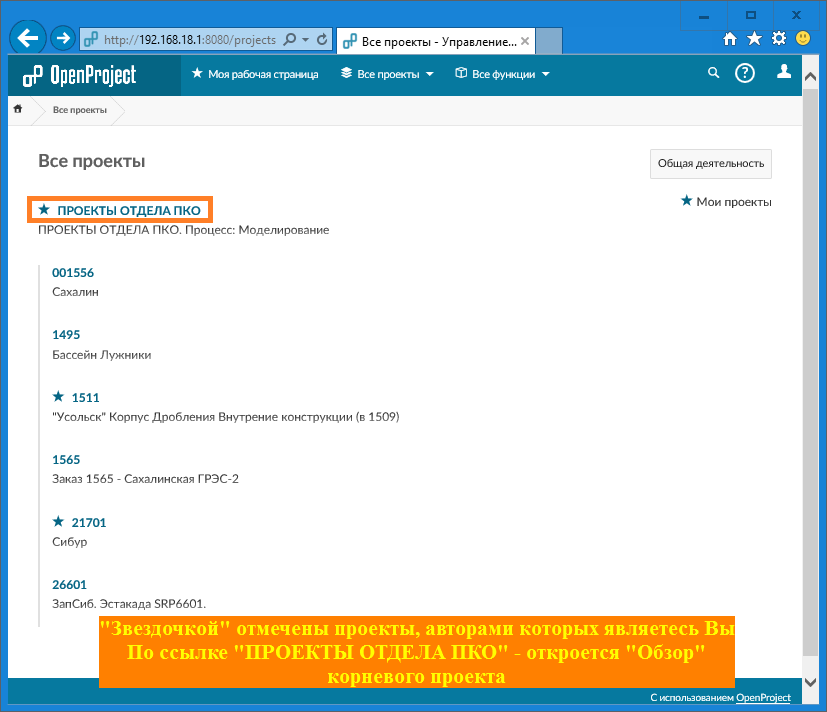 http://192.168.18.1:8080/projects
Все проекты - Управление...
OpenProject
Моя рабочая страница
Все проекты
Все функции
Все проекты
Все проекты
Общая деятельность
ПРОЕКТЫ ОТДЕЛА ПКО
Мои проекты
ПРОЕКТЫ ОТДЕЛА ПКО. Процесс: Моделирование
001556
Сахалин
1495
Бассейн Лужники
1511
"Усольск" Корпус Дробления Внутрение конструкции (в 1509)
1565
Заказ 1565 - Сахалинская ГРЭС-2
21701
Сибур
26601
ЗапСиб. Эстакада SRP6601.
"Звездочкой" отмечены проекты, авторами которых являетесь Вы
По ссылке "ПРОЕКТЫ ОТДЕЛА ПКО" - откроется "Обзор"
корневого проекта
С использованием OpenProject